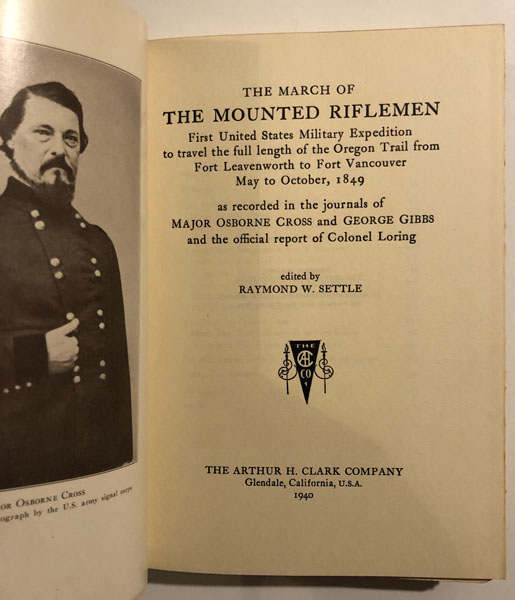 THE MARCH OF
THE MOUNTED RIFLEMEN
First United States Military Expedition
to travel the full length of the Oregon Trail from
Fort Leavenworth to Fort Vancouver
May to October, 1849
as recorded in the journals of
MAJOR OSBORNE CROSS and GEORGE GIBBS
and the official report of Colonel Loring
edited by
RAYMOND W. SETTLE
THE
AHC
CO
THE ARTHUR H. CLARK COMPANY
Glendale, California, U.S.A.
1940
OR OSBORNE CROSS
ograph by the U.S. army signal corps